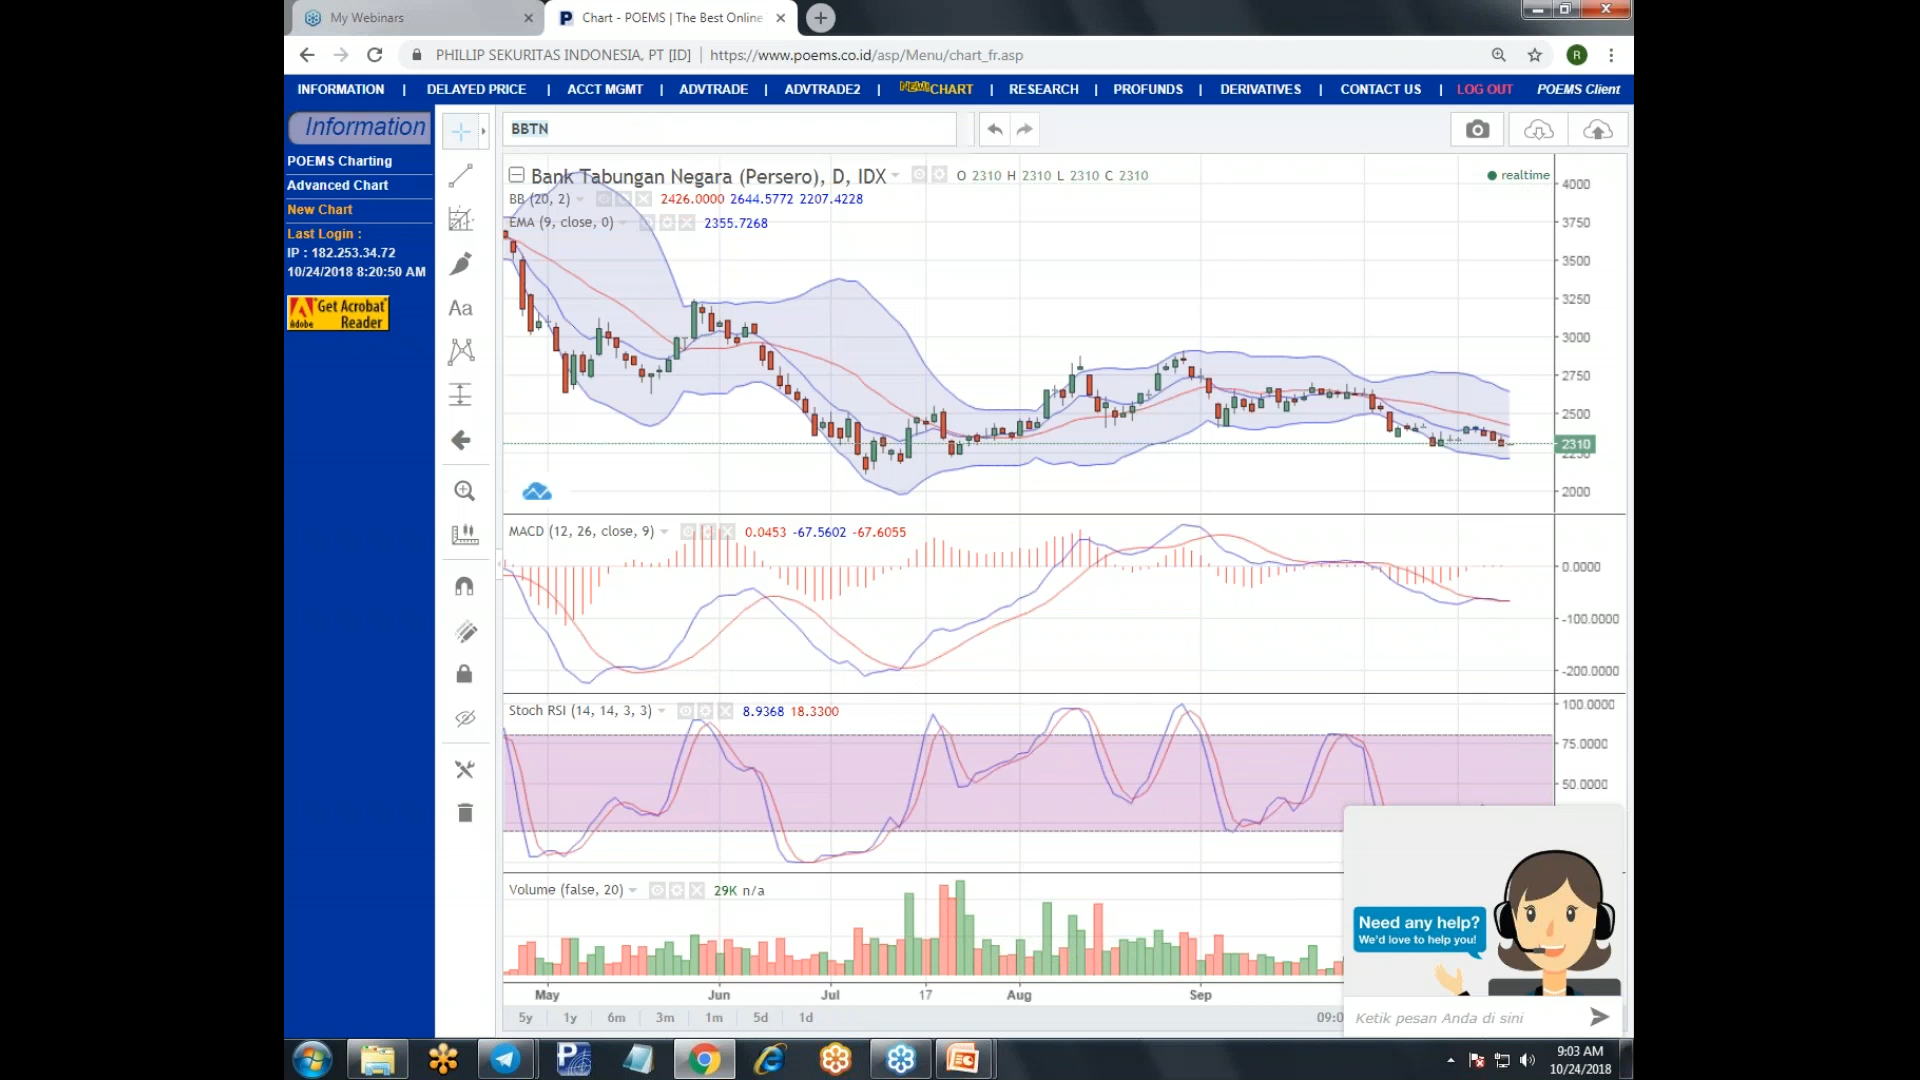 My Webinars
Chart - POEMS | The Best Online
PHILLIP SEKURITAS INDONESIA, PT [ID] | https://www.poems.co.id/asp/Menu/chart_fr.asp
R
INFORMATION | DELAYED PRICE | ACCT MGMT | ADVTRADE | ADVTRADE2 | NEW! CHART | RESEARCH | PROFUNDS | DERIVATIVES | CONTACT US | LOG OUT POEMS Client
Information
POEMS Charting
Advanced Chart
New Chart
Last Login :
IP : 182.253.34.72
10/24/2018 8:20:50 AM
Get Acrobat
Adobe Reader
Aa
BBTN
Bank Tabungan Negara (Persero), D, IDX O 2310 H 2310 L 2310 C 2310
realtime
BB (20, 2) 2426.0000 2644.5772 2207.4228
EMA (9, close, 0) 2355.7268
4000
3750
3500
3250
3000
2750
2500
2310
2250
2000
MACD (12, 26, close, 9) 0.0453 -67.5602 -67.6055
0.0000
-100.0000
-200.0000
Stoch RSI (14, 14, 3, 3) 8.9368 18.3300
100.0000
75.0000
50.0000
Volume (false, 20) 29K n/a
May Jun Jul 17 Aug Sep
5y 1y 6m 3m 1m 5d 1d
09:0
Need any help?
We'd love to help you!
Ketik pesan Anda di sini
9:03 AM
10/24/2018